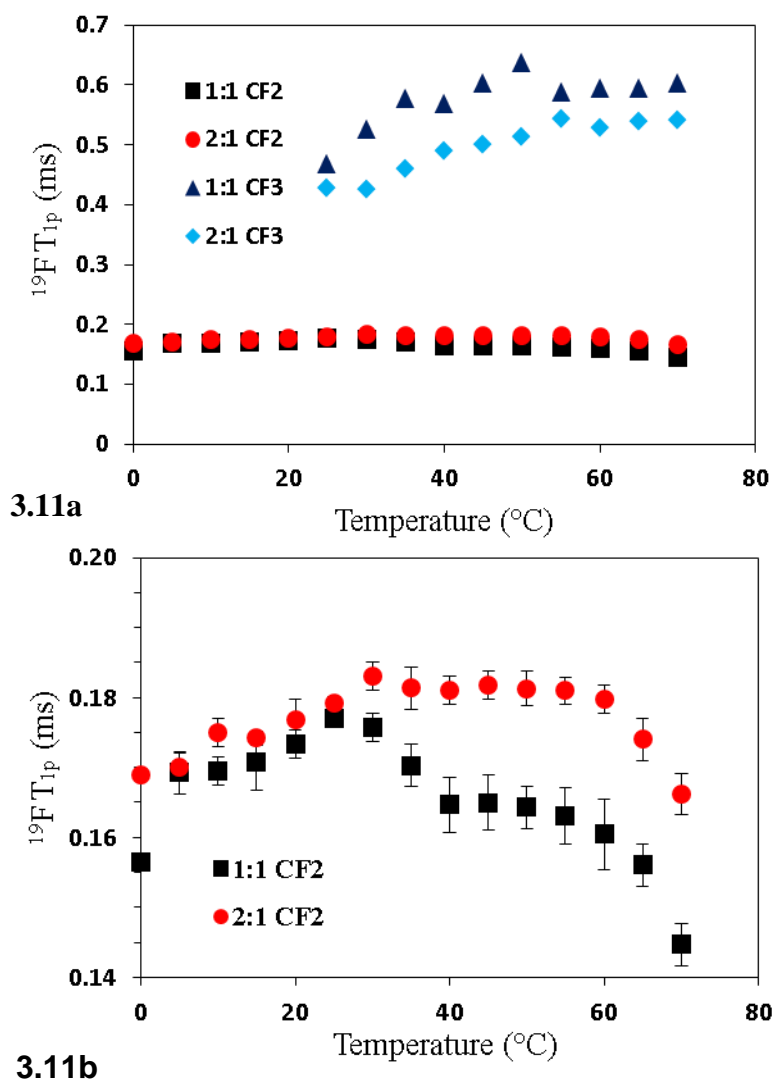 0.7
0.6
0.5
0.4
0.3
0.2
0.1
0
¹⁹F T₁ₚ (ms)
1:1 CF2
2:1 CF2
1:1 CF3
2:1 CF3
0 20 40 60 80
3.11a
Temperature (°C)
0.20
0.18
0.16
0.14
¹⁹F T₁ₚ (ms)
1:1 CF2
2:1 CF2
0 20 40 60 80
Temperature (°C)
3.11b